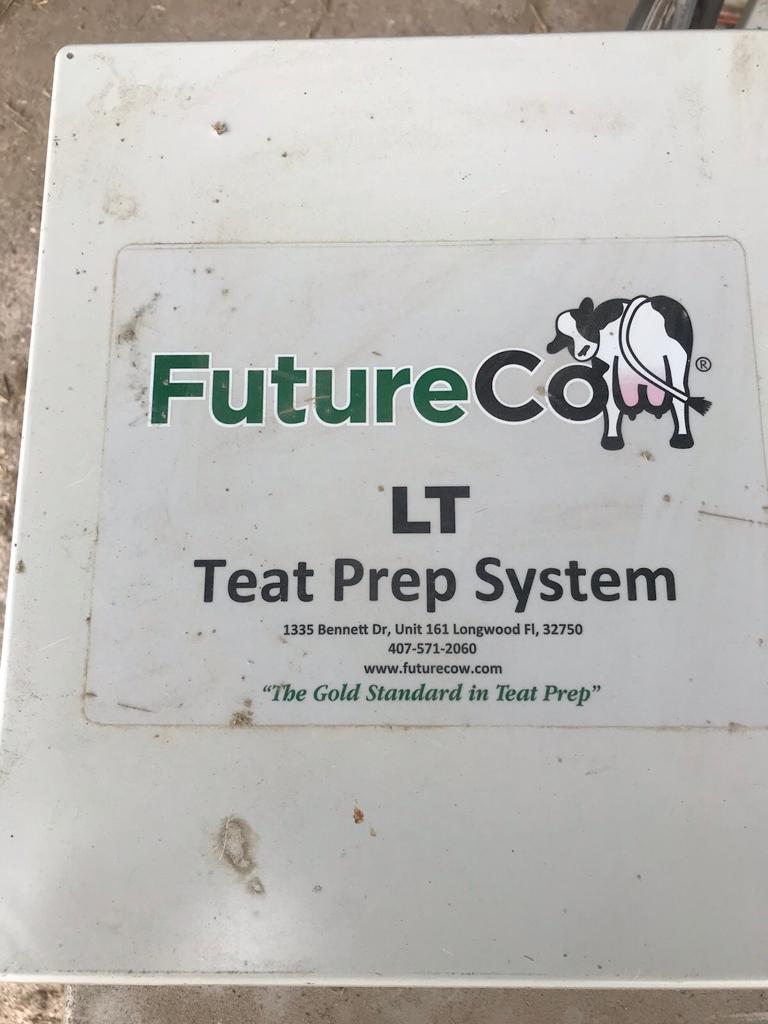 FutureCow®
LT
Teat Prep System
1335 Bennett Dr, Unit 161 Longwood Fl, 32750
407-571-2060
www.futurecow.com
“The Gold Standard in Teat Prep”